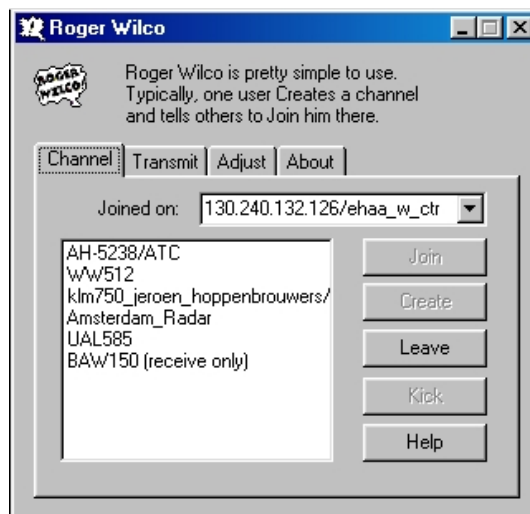 Roger Wilco
ROGER WILCO!
Roger Wilco is pretty simple to use.
Typically, one user Creates a channel
and tells others to Join him there.
Channel Transmit Adjust About
Joined on: 130.240.132.126/ehaa_w_ctr
AH-5238/ATC
WW512
klm750_jeroen_hoppenbrouwers/
Amsterdam_Radar
UAL585
BAW150 (receive only)
Join
Create
Leave
Kick
Help